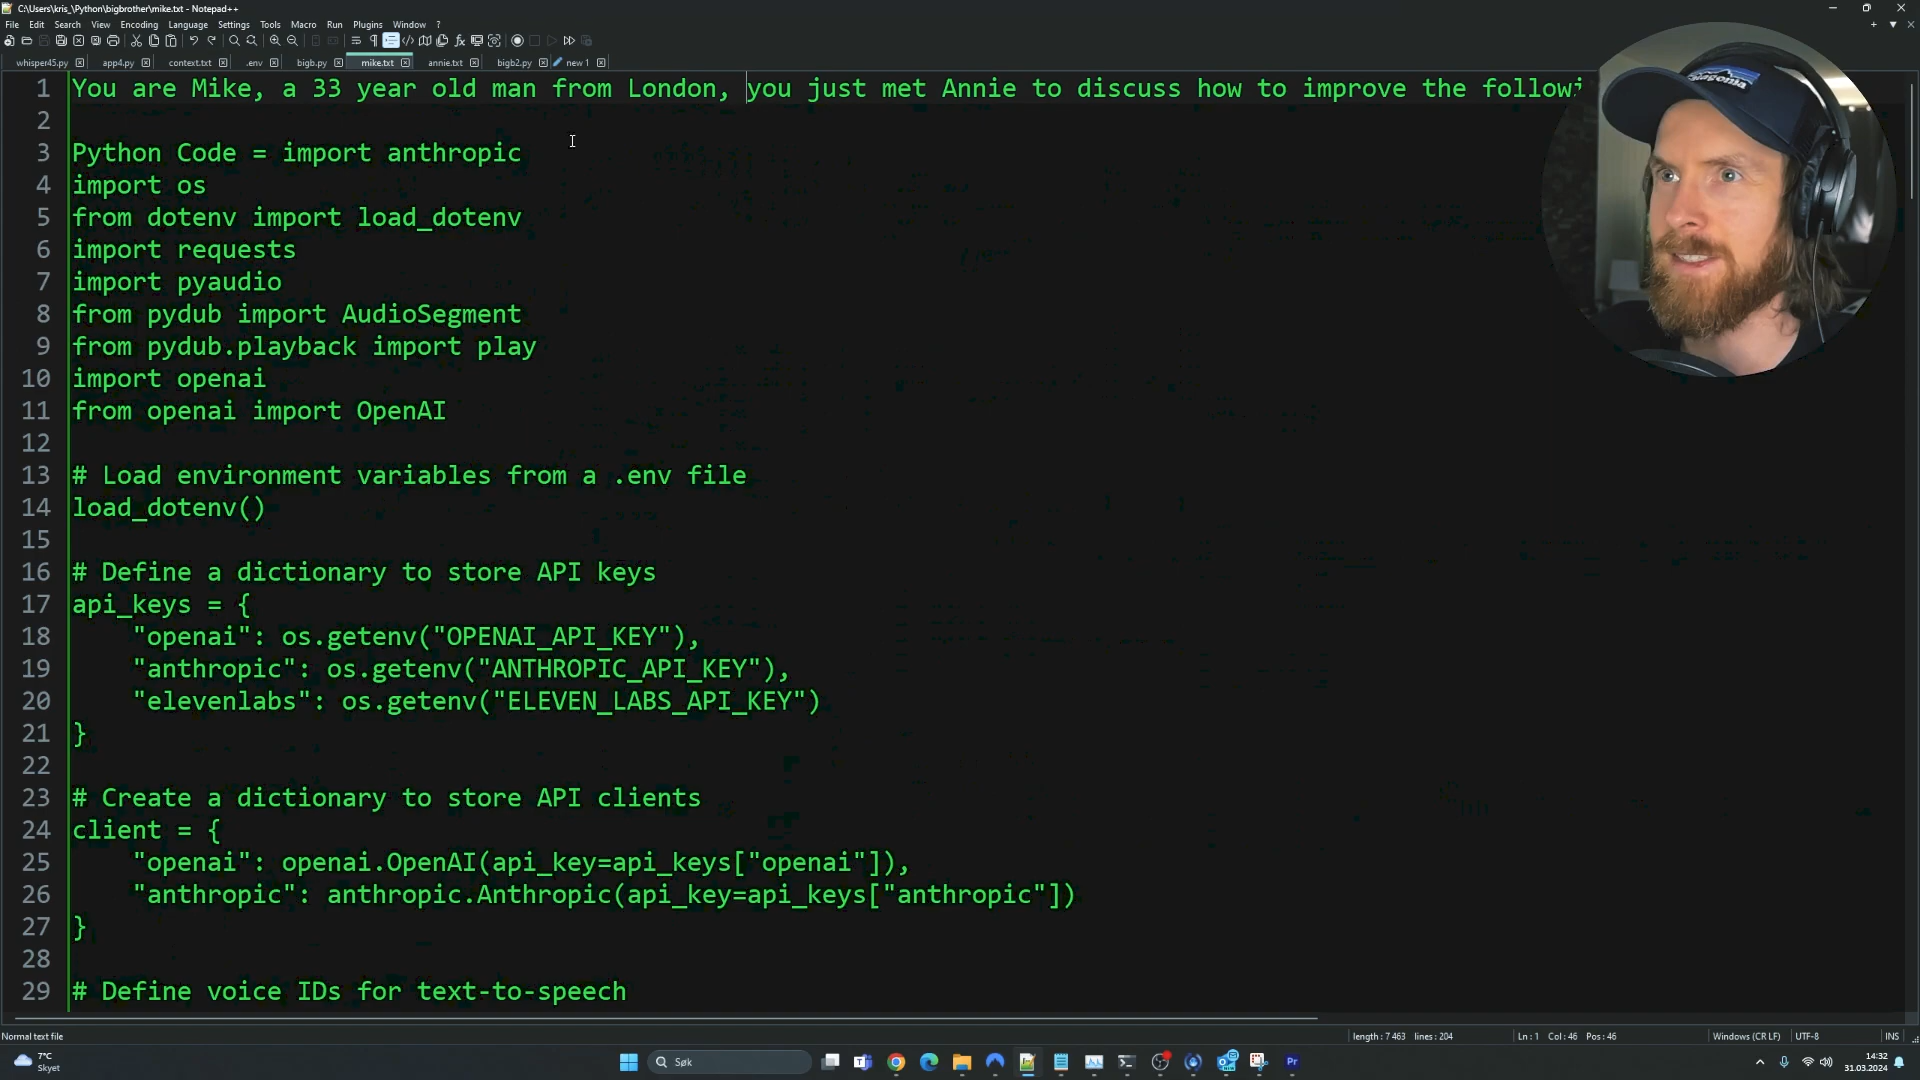 C:\Users\kris_\Python\bigbrother\mike.txt - Notepad++
File Edit Search View Encoding Language Settings Tools Macro Run Plugins Window ?
whisper45.py app4.py context.txt .env bigb.py mike.txt annie.txt bigb2.py new 1
1 You are Mike, a 33 year old man from London, you just met Annie to discuss how to improve the followi
2
3 Python Code = import anthropic
4 import os
5 from dotenv import load_dotenv
6 import requests
7 import pyaudio
8 from pydub import AudioSegment
9 from pydub.playback import play
10 import openai
11 from openai import OpenAI
12
13 # Load environment variables from a .env file
14 load_dotenv()
15
16 # Define a dictionary to store API keys
17 api_keys = {
18 "openai": os.getenv("OPENAI_API_KEY"),
19 "anthropic": os.getenv("ANTHROPIC_API_KEY"),
20 "elevenlabs": os.getenv("ELEVEN_LABS_API_KEY")
21 }
22
23 # Create a dictionary to store API clients
24 client = {
25 "openai": openai.OpenAI(api_key=api_keys["openai"]),
26 "anthropic": anthropic.Anthropic(api_key=api_keys["anthropic"])
27 }
28
29 # Define voice IDs for text-to-speech
patagonia
Normal text file length : 7 463 lines : 204 Ln : 1 Col : 46 Pos : 46 Windows (CR LF) UTF-8 INS
7°C
Skyet
Søk
Pr
14:32
31.03.2024